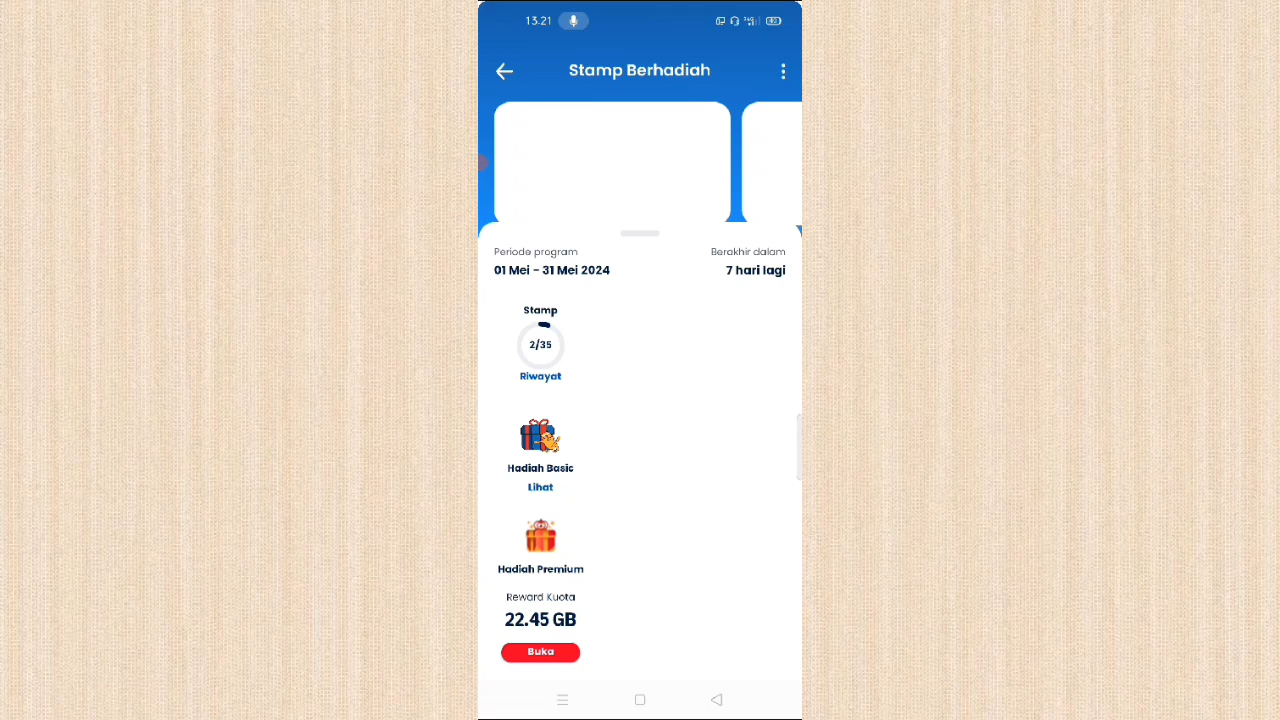 13.21
Stamp Berhadiah
Periode program
Berakhir dalam
01 Mei - 31 Mei 2024
7 hari lagi
Stamp
2/35
Riwayat
Hadiah Basic
Lihat
Hadiah Premium
Reward Kuota
22.45 GB
Buka